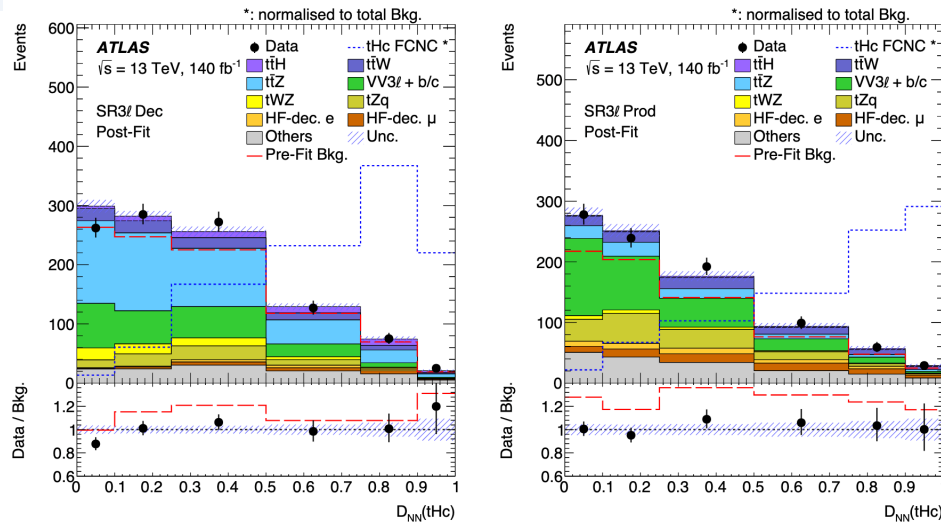 *: normalised to total Bkg.
Events
600
500
400
300
200
100
0
ATLAS
√s = 13 TeV, 140 fb⁻¹
SR3ℓ Dec
Post-Fit
Data
tHc FCNC *
tt̄H
tt̄W
tt̄Z
VV3ℓ + b/c
tWZ
tZq
HF-dec. e
HF-dec. μ
Others
Unc.
Pre-Fit Bkg.
Data / Bkg.
1.2
1
0.8
0.6
0 0.1 0.2 0.3 0.4 0.5 0.6 0.7 0.8 0.9 1
D_NN(tHc)
*: normalised to total Bkg.
Events
500
400
300
200
100
0
ATLAS
√s = 13 TeV, 140 fb⁻¹
SR3ℓ Prod
Post-Fit
Data
tHc FCNC *
tt̄H
tt̄W
tt̄Z
VV3ℓ + b/c
tWZ
tZq
HF-dec. e
HF-dec. μ
Others
Unc.
Pre-Fit Bkg.
Data / Bkg.
1.2
1
0.8
0.6
0 0.1 0.2 0.3 0.4 0.5 0.6 0.7 0.8 0.9
D_NN(tHc)